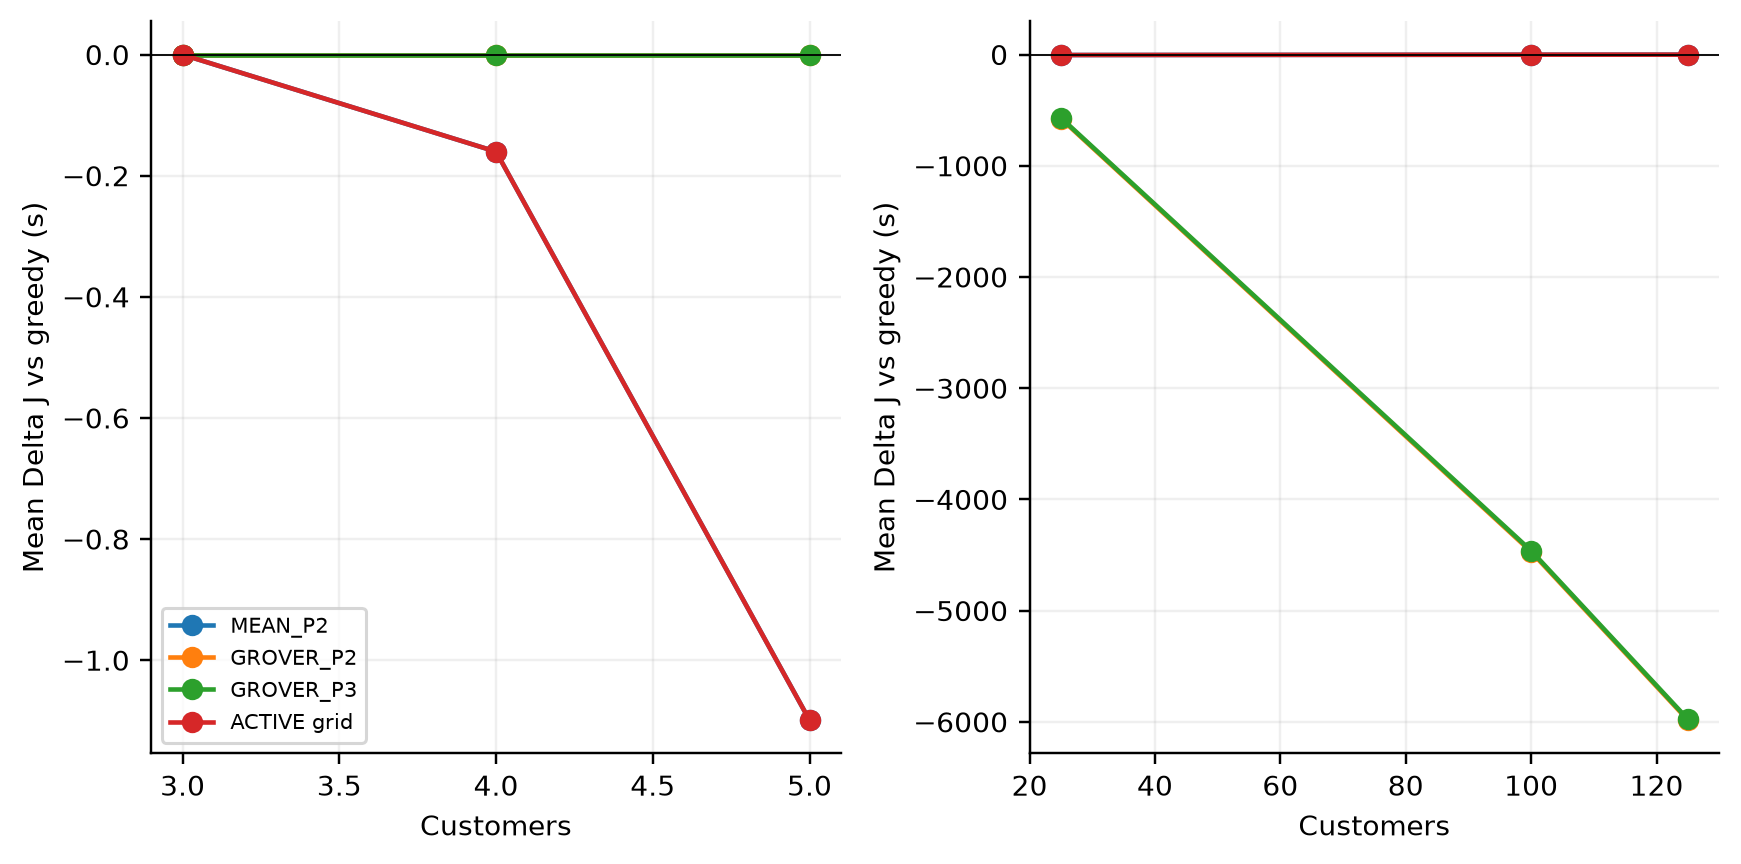 0.0
−0.2
−0.4
−0.6
−0.8
−1.0
Mean Delta J vs greedy (s)
MEAN_P2
GROVER_P2
GROVER_P3
ACTIVE grid
3.0 3.5 4.0 4.5 5.0
Customers
0
−1000
−2000
−3000
−4000
−5000
−6000
Mean Delta J vs greedy (s)
20 40 60 80 100 120
Customers